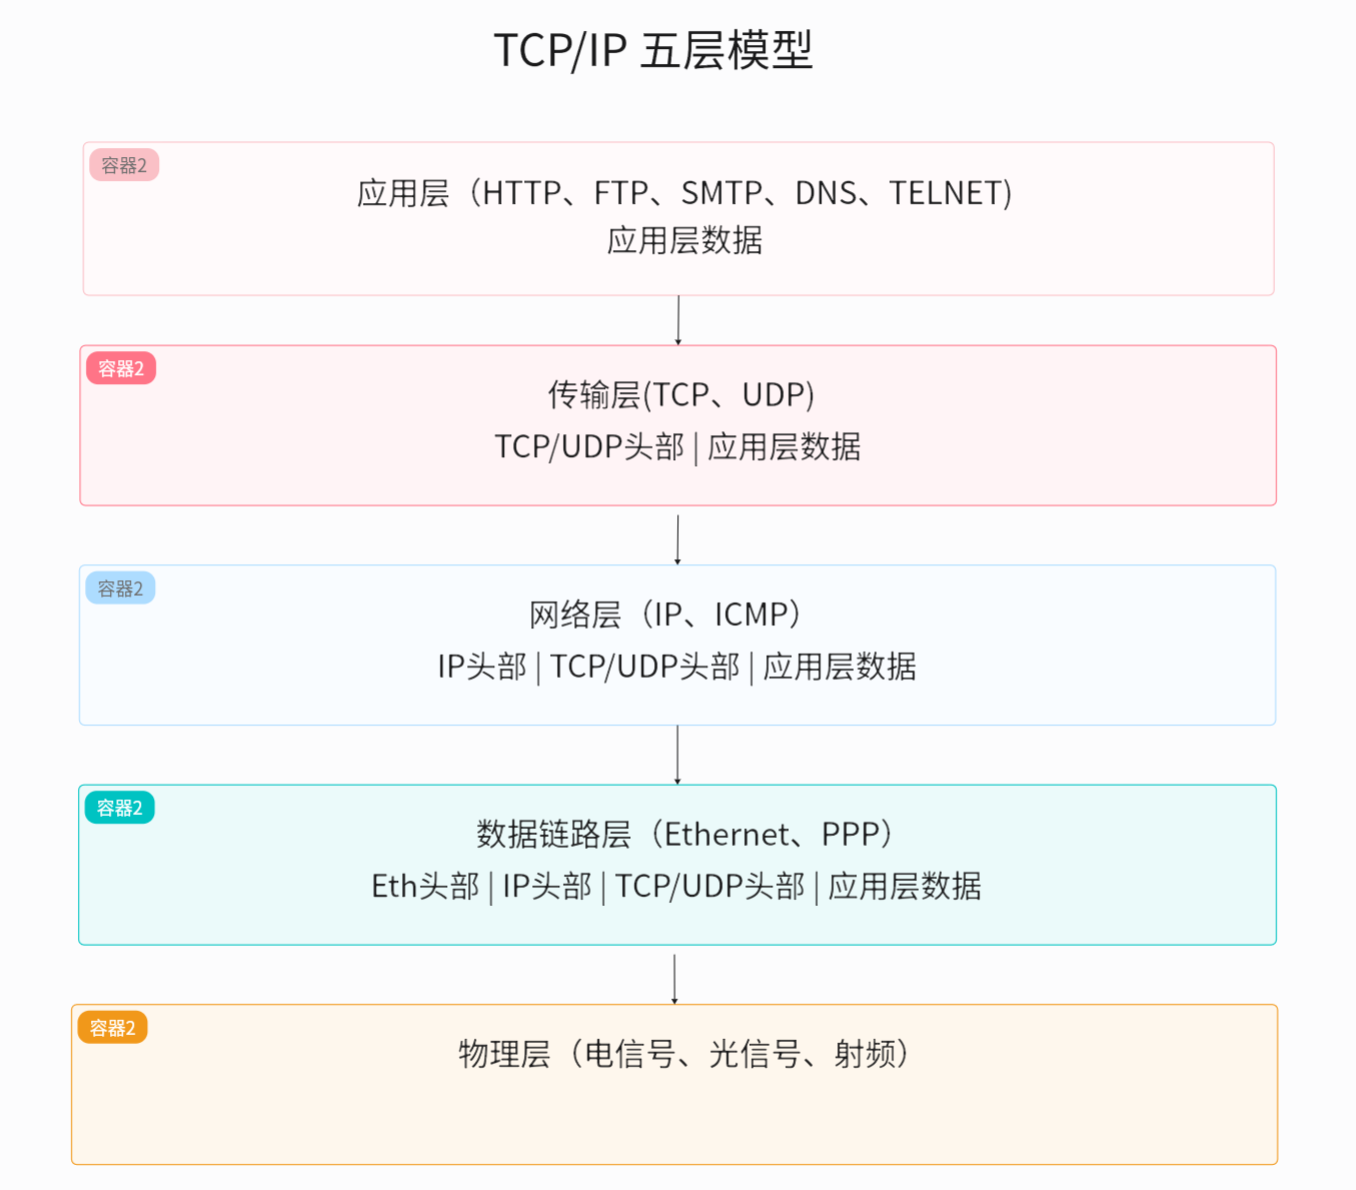 TCP/IP 五层模型
容器2
应用层（HTTP、FTP、SMTP、DNS、TELNET)
应用层数据
容器2
传输层(TCP、UDP)
TCP/UDP头部 | 应用层数据
容器2
网络层（IP、ICMP）
IP头部 | TCP/UDP头部 | 应用层数据
容器2
数据链路层（Ethernet、PPP）
Eth头部 | IP头部 | TCP/UDP头部 | 应用层数据
容器2
物理层（电信号、光信号、射频）